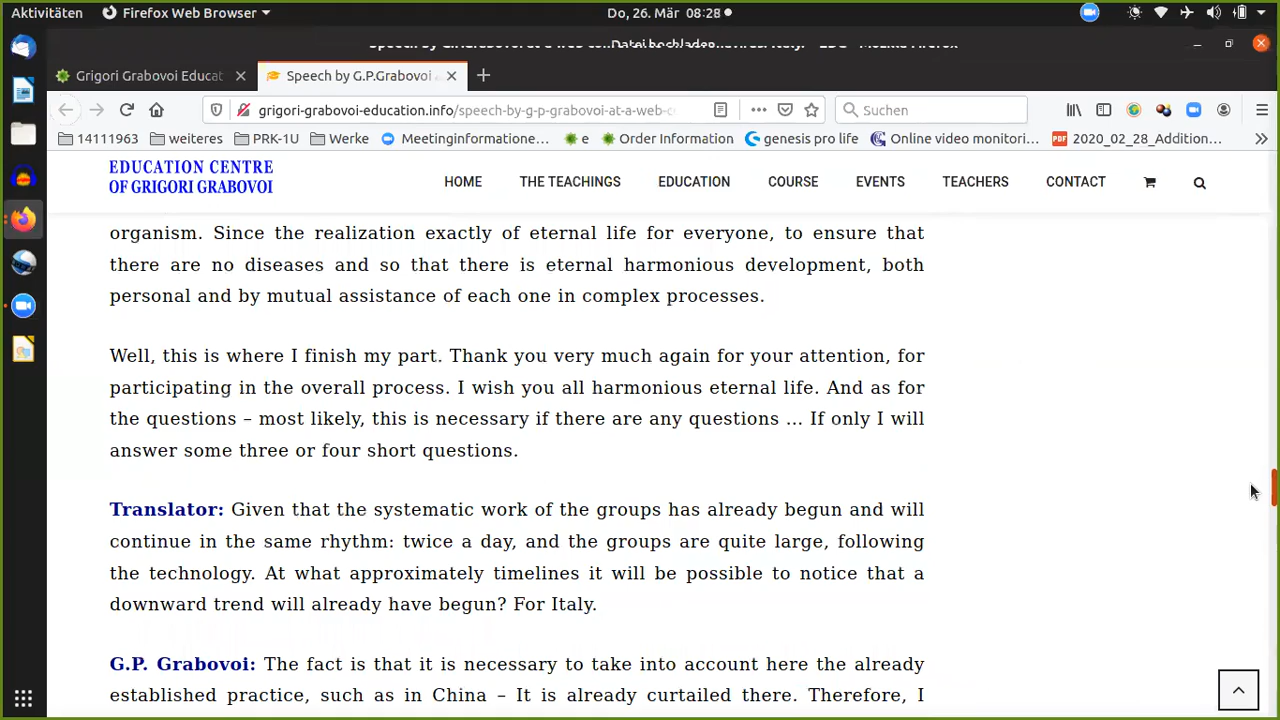 Aktivitäten
Firefox Web Browser
Do, 26. Mär 08:28
Datei hochladen
Mozilla Firefox
Grigori Grabovoi Educat
Speech by G.P.Grabovoi
grigori-grabovoi-education.info/speech-by-g-p-grabovoi-at-a-web-c
Suchen
14111963
weiteres
PRK-1U
Werke
Meetinginformatione…
e
Order Information
genesis pro life
Online video monitori…
2020_02_28_Addition…
EDUCATION CENTRE
OF GRIGORI GRABOVOI
HOME
THE TEACHINGS
EDUCATION
COURSE
EVENTS
TEACHERS
CONTACT
organism. Since the realization exactly of eternal life for everyone, to ensure that
there are no diseases and so that there is eternal harmonious development, both
personal and by mutual assistance of each one in complex processes.
Well, this is where I finish my part. Thank you very much again for your attention, for
participating in the overall process. I wish you all harmonious eternal life. And as for
the questions – most likely, this is necessary if there are any questions … If only I will
answer some three or four short questions.
Translator: Given that the systematic work of the groups has already begun and will
continue in the same rhythm: twice a day, and the groups are quite large, following
the technology. At what approximately timelines it will be possible to notice that a
downward trend will already have begun? For Italy.
G.P. Grabovoi: The fact is that it is necessary to take into account here the already
established practice, such as in China – It is already curtailed there. Therefore, I